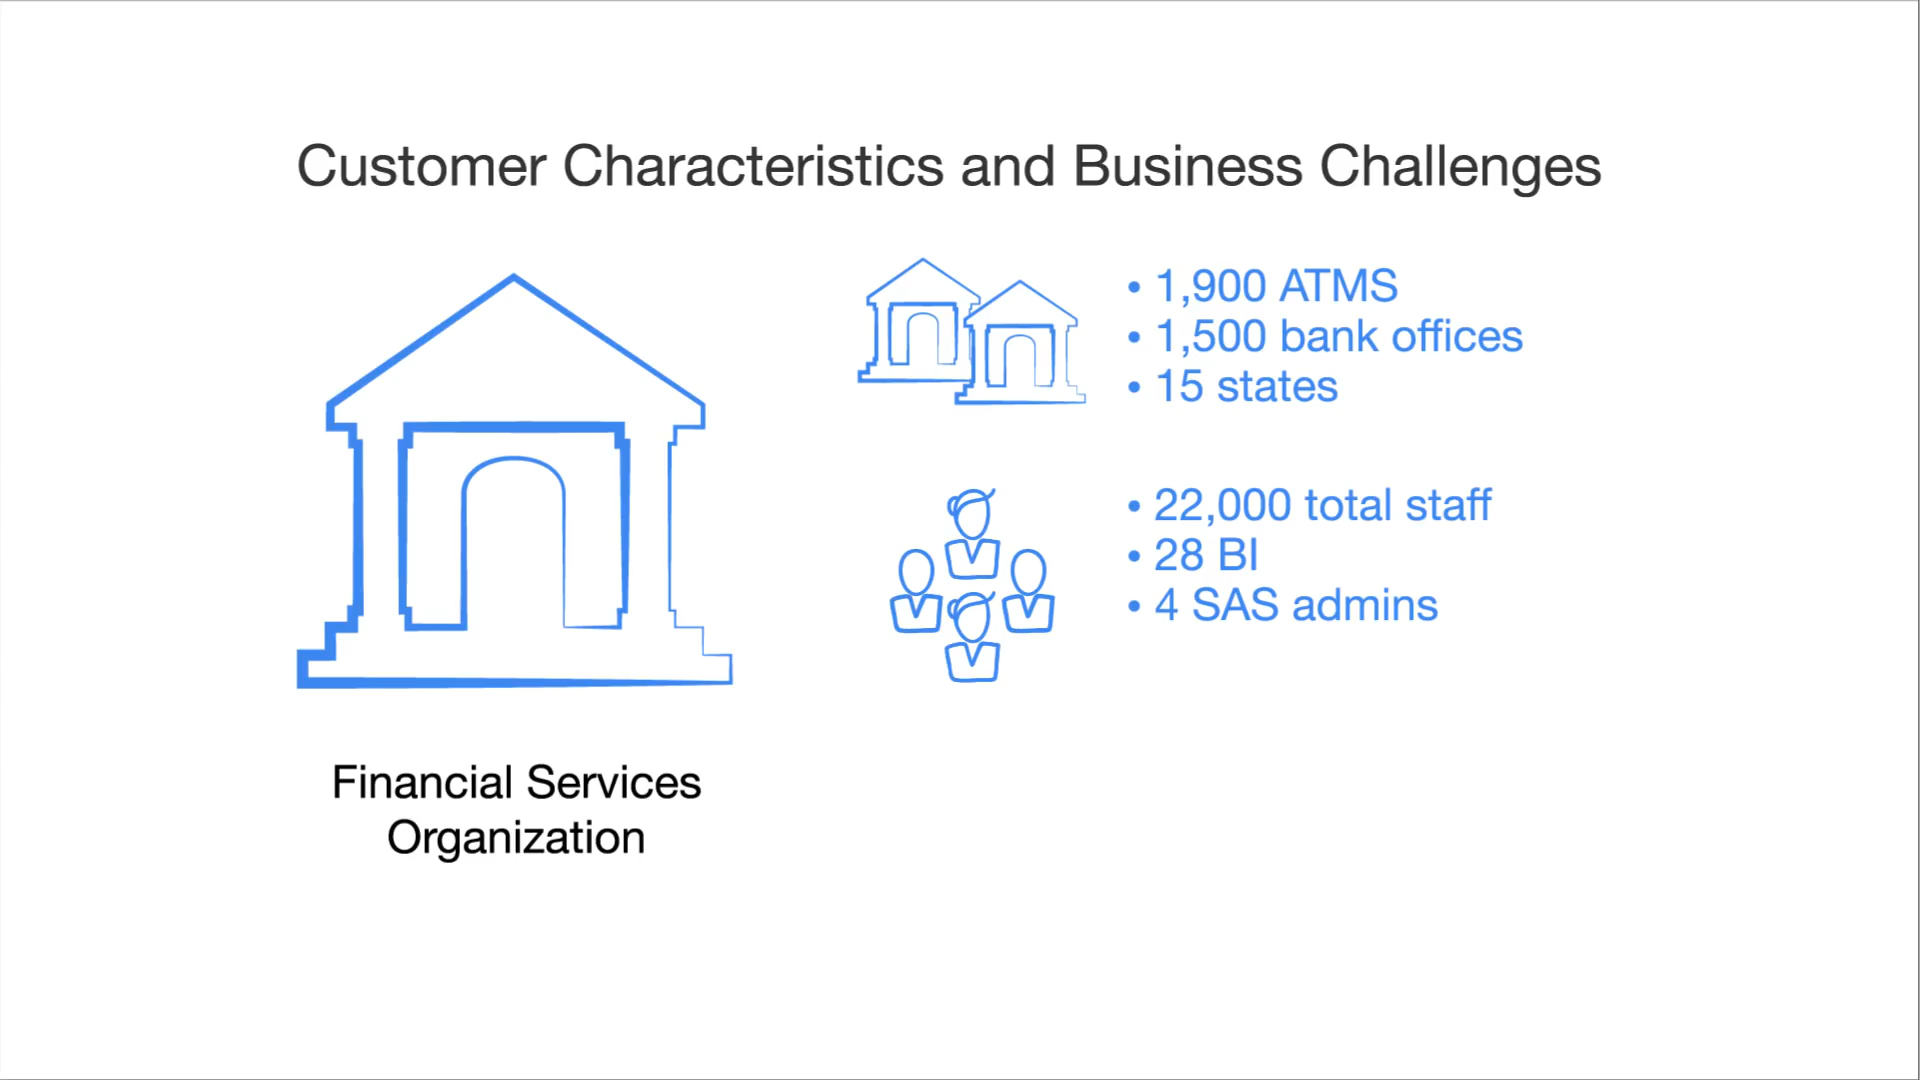 Customer Characteristics and Business Challenges
• 1,900 ATMS
• 1,500 bank offices
• 15 states
• 22,000 total staff
• 28 BI
• 4 SAS admins
Financial Services
Organization